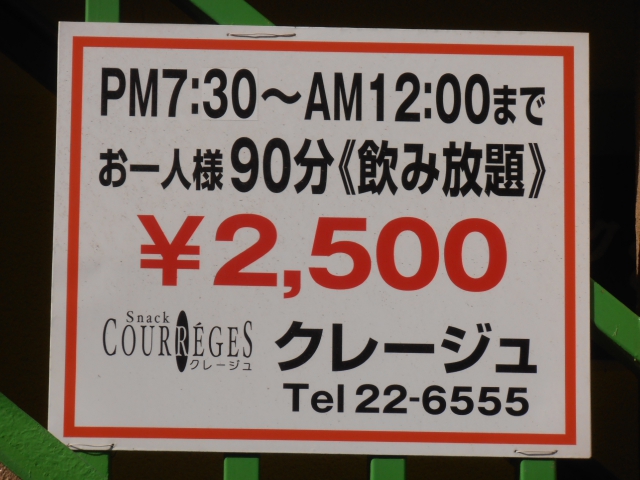 PM7:30〜AM12:00まで
お一人様90分《飲み放題》
￥2,500
Snack
COURRÉGES
クレージュ
クレージュ
Tel 22-6555